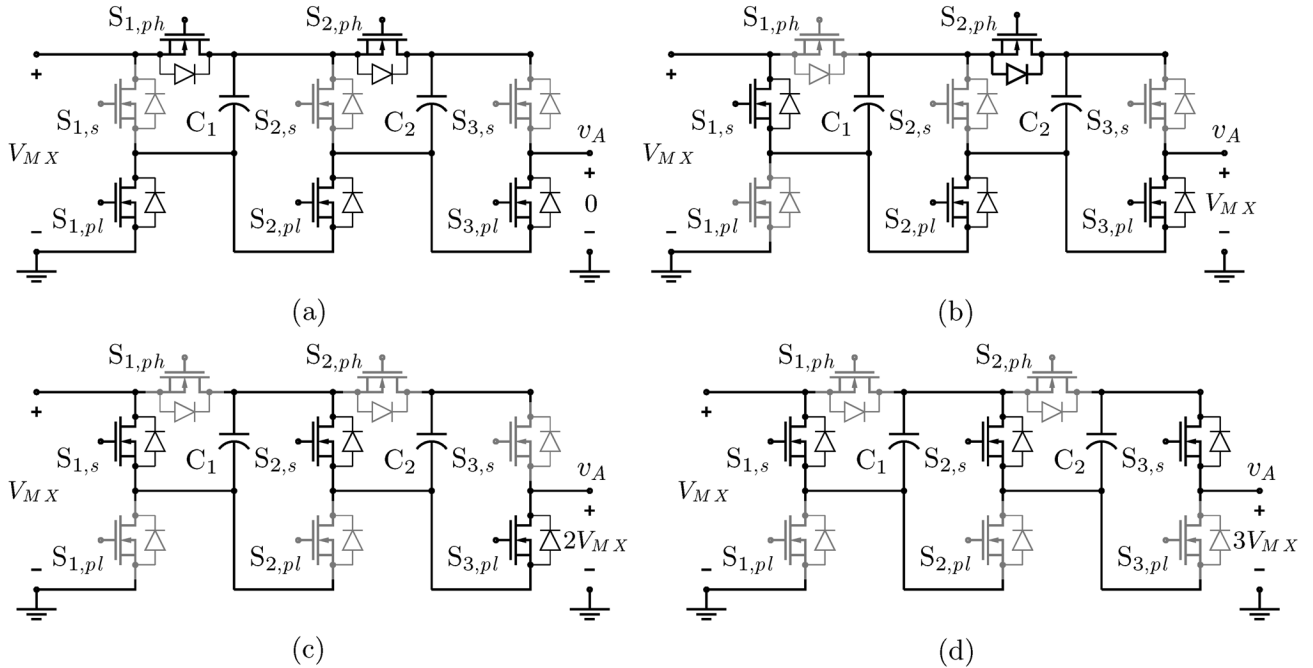 S1,ph S2,ph S1,ph S2,ph
+ +
S1,s C1 S2,s C2 S3,s vA S1,s C1 S2,s C2 S3,s vA
VMX + VMX +
S1,pl S2,pl S3,pl 0 S1,pl S2,pl S3,pl VMX
− − − −
(a) (b)
S1,ph S2,ph S1,ph S2,ph
+ +
S1,s C1 S2,s C2 S3,s vA S1,s C1 S2,s C2 S3,s vA
VMX + VMX +
S1,pl S2,pl S3,pl 2VMX S1,pl S2,pl S3,pl 3VMX
− − − −
(c) (d)